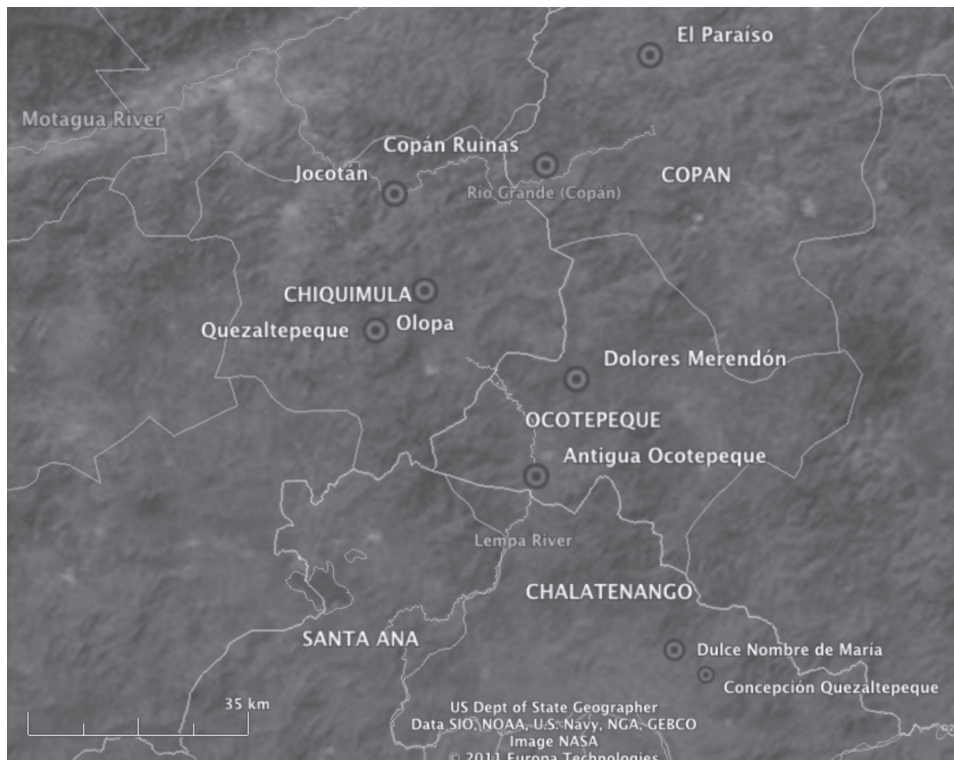 El Paraíso
Motagua River
Copán Ruinas
Jocotán
COPAN
Rio Grande (Copán)
CHIQUIMULA
Olopa
Quezaltepeque
Dolores Merendón
OCOTEPEQUE
Antigua Ocotepeque
Lempa River
CHALATENANGO
SANTA ANA
Dulce Nombre de María
Concepción Quezaltepeque
35 km
US Dept of State Geographer
Data SIO, NOAA, U.S. Navy, NGA, GEBCO
Image NASA
© 2011 Europa Technologies